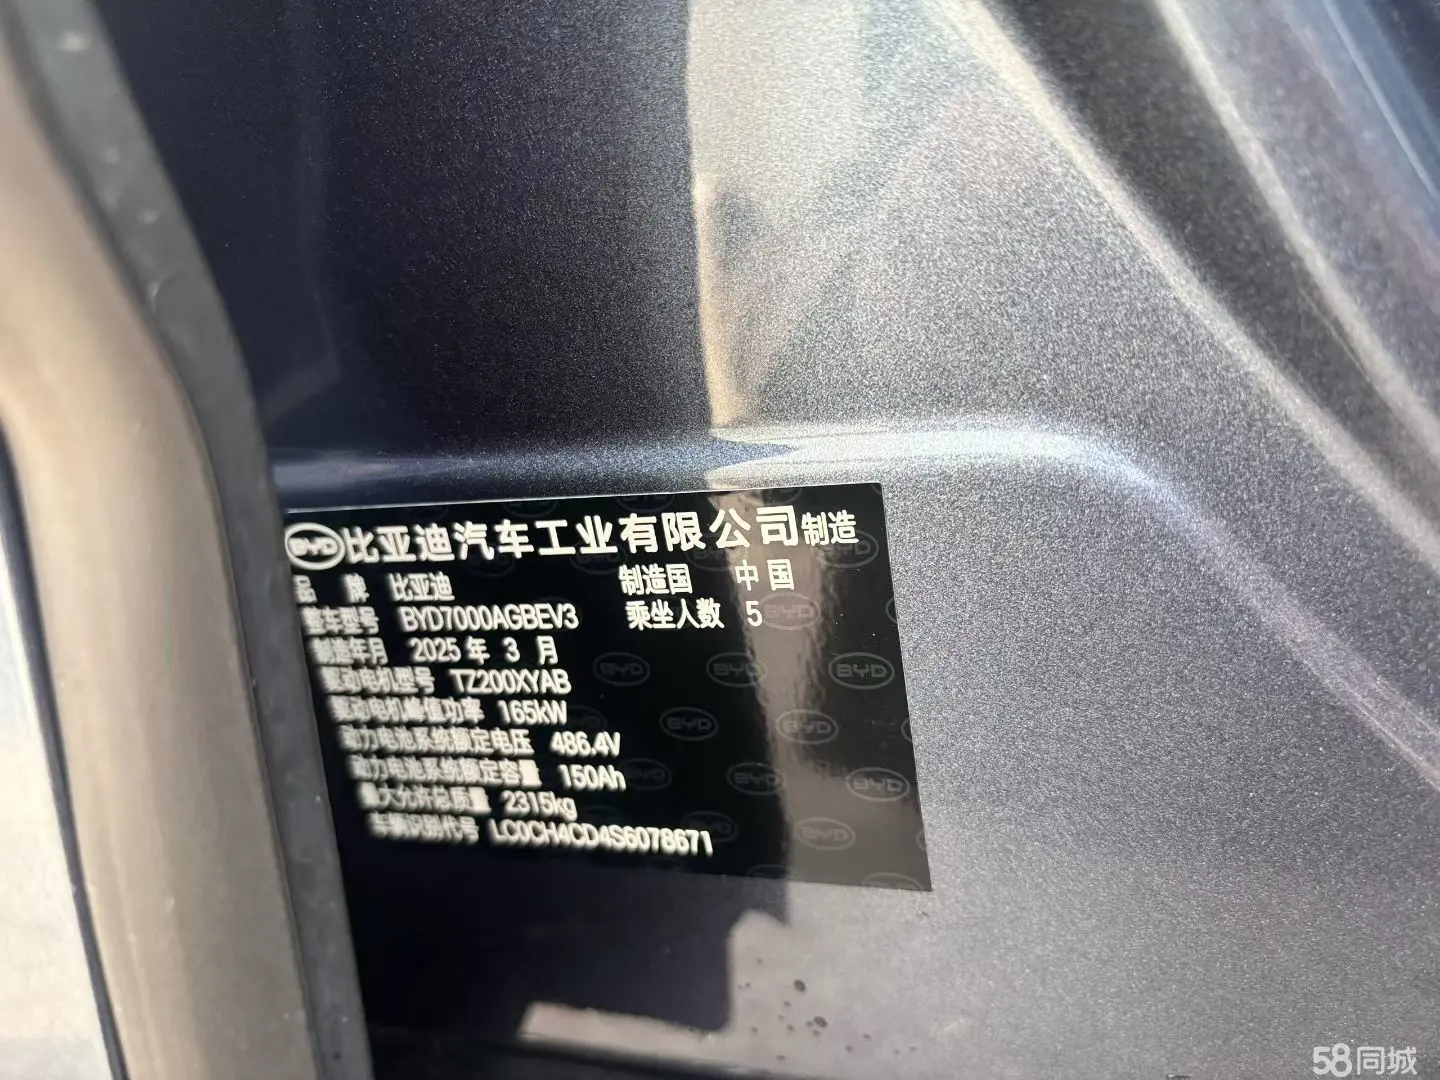 BYD 比亚迪汽车工业有限公司制造
品牌 比亚迪 制造国 中国
整车型号 BYD7000AGBEV3 乘坐人数 5
制造年月 2025年3月
驱动电机型号 TZ200XYAB
驱动电机峰值功率 165kW
动力电池系统额定电压 486.4V
动力电池系统额定容量 150Ah
最大允许总质量 2315kg
车辆识别代号 LC0CH4CD4S6078671
58同城